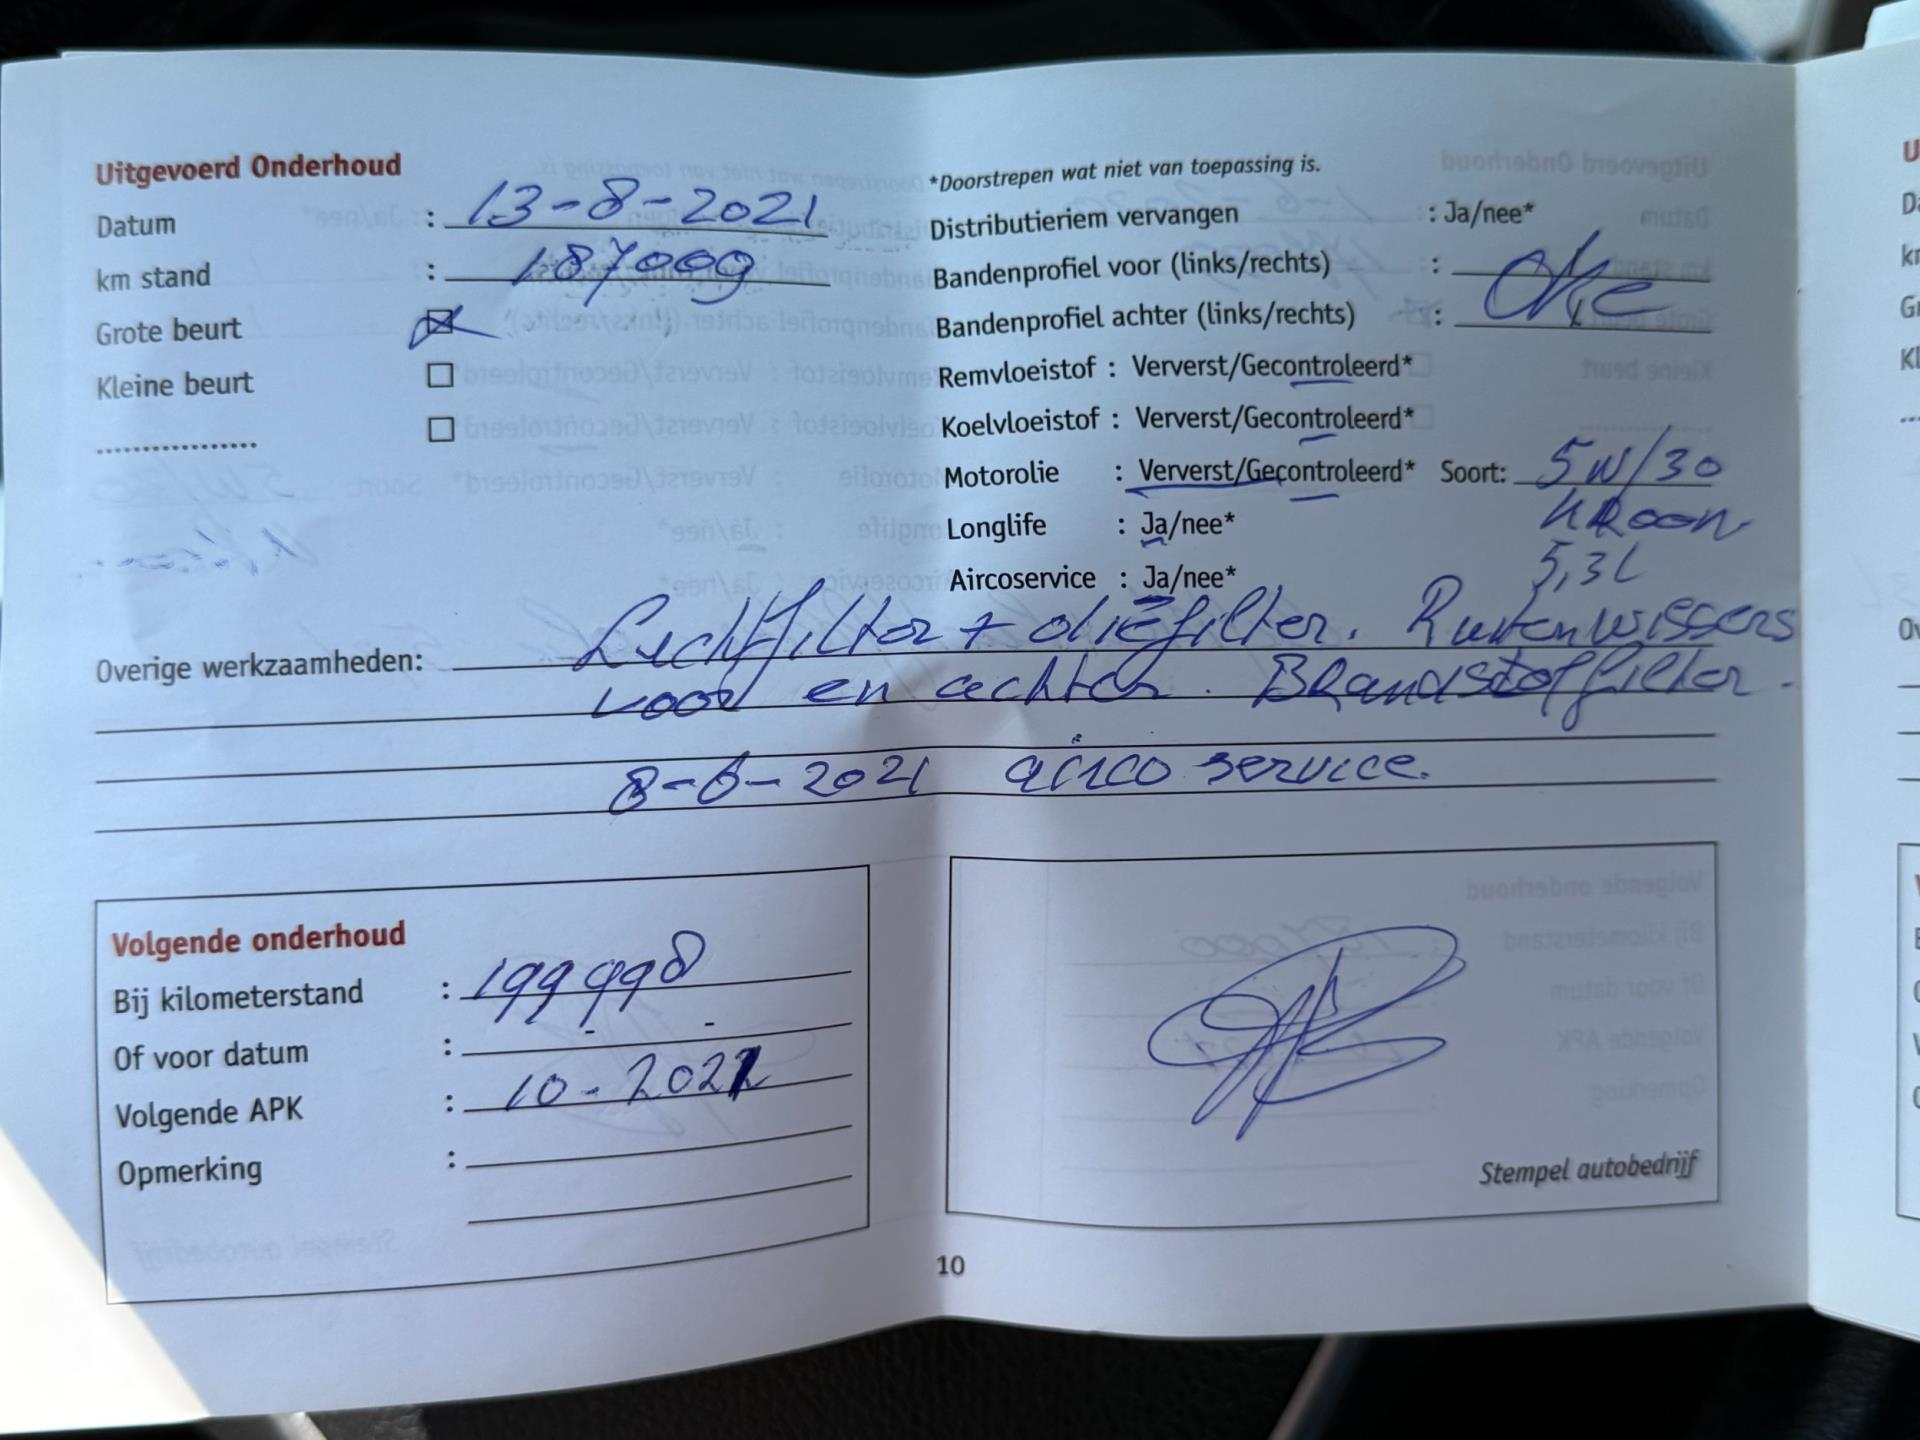 Uitgevoerd Onderhoud
Datum : 13-8-2021
km stand : 187009
Grote beurt
Kleine beurt
.................
*Doorstrepen wat niet van toepassing is.
Distributieriem vervangen : Ja/nee*
Bandenprofiel voor (links/rechts) :
Bandenprofiel achter (links/rechts) : Oke
Remvloeistof : Ververst/Gecontroleerd*
Koelvloeistof : Ververst/Gecontroleerd*
Motorolie : Ververst/Gecontroleerd* Soort: 5W/30
Longlife : Ja/nee* KROON
Aircoservice : Ja/nee* 5,3L
Overige werkzaamheden: Luchtfilter + oliefilter. Ruitenwissers
voor en achter. Brandstoffilter.
8-6-2021 airco service.
Volgende onderhoud
Bij kilometerstand : 199998
Of voor datum : - -
Volgende APK : 10-2022
Opmerking :
Stempel autobedrijf
10